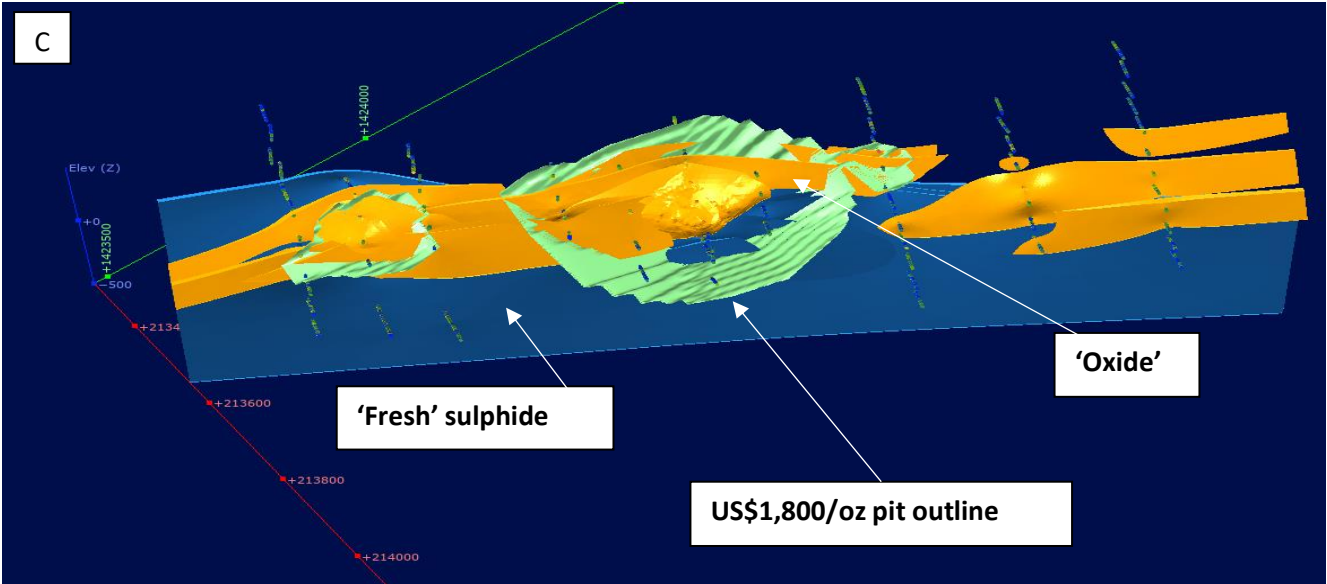 C
+1424000
Elev (Z)
+0
+1423500
-500
+2134
+213600
+213800
+214000
'Oxide'
'Fresh' sulphide
US$1,800/oz pit outline